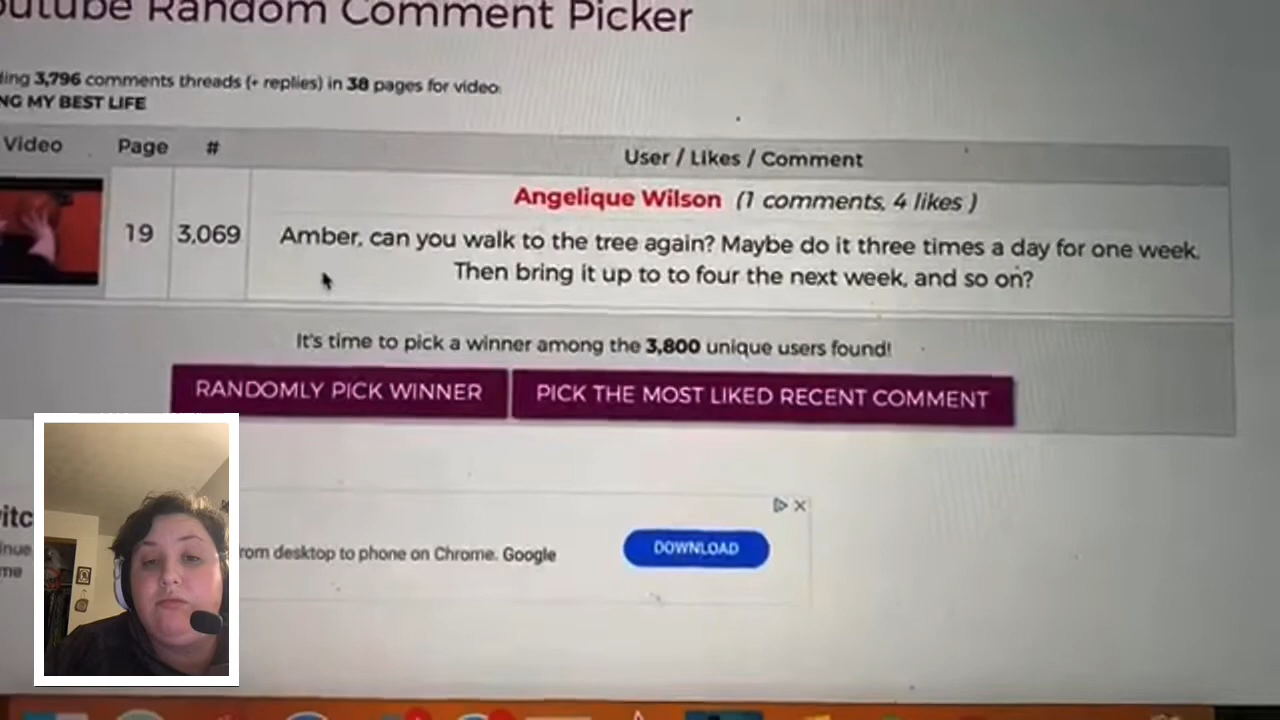 Random Comment Picker
3,796 comments threads (+ replies) in 38 pages for video:
MY BEST LIFE
Video Page # User / Likes / Comment
Angelique Wilson (1 comments, 4 likes )
19 3,069 Amber, can you walk to the tree again? Maybe do it three times a day for one week.
Then bring it up to to four the next week, and so on?
It's time to pick a winner among the 3,800 unique users found!
RANDOMLY PICK WINNER PICK THE MOST LIKED RECENT COMMENT
from desktop to phone on Chrome. Google
DOWNLOAD